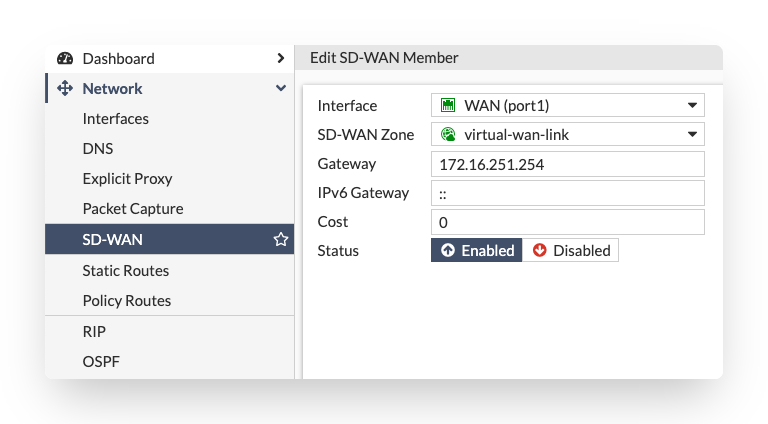 Dashboard
Network
Interfaces
DNS
Explicit Proxy
Packet Capture
SD-WAN
Static Routes
Policy Routes
RIP
OSPF
Edit SD-WAN Member
Interface WAN (port1)
SD-WAN Zone virtual-wan-link
Gateway 172.16.251.254
IPv6 Gateway ::
Cost 0
Status Enabled Disabled